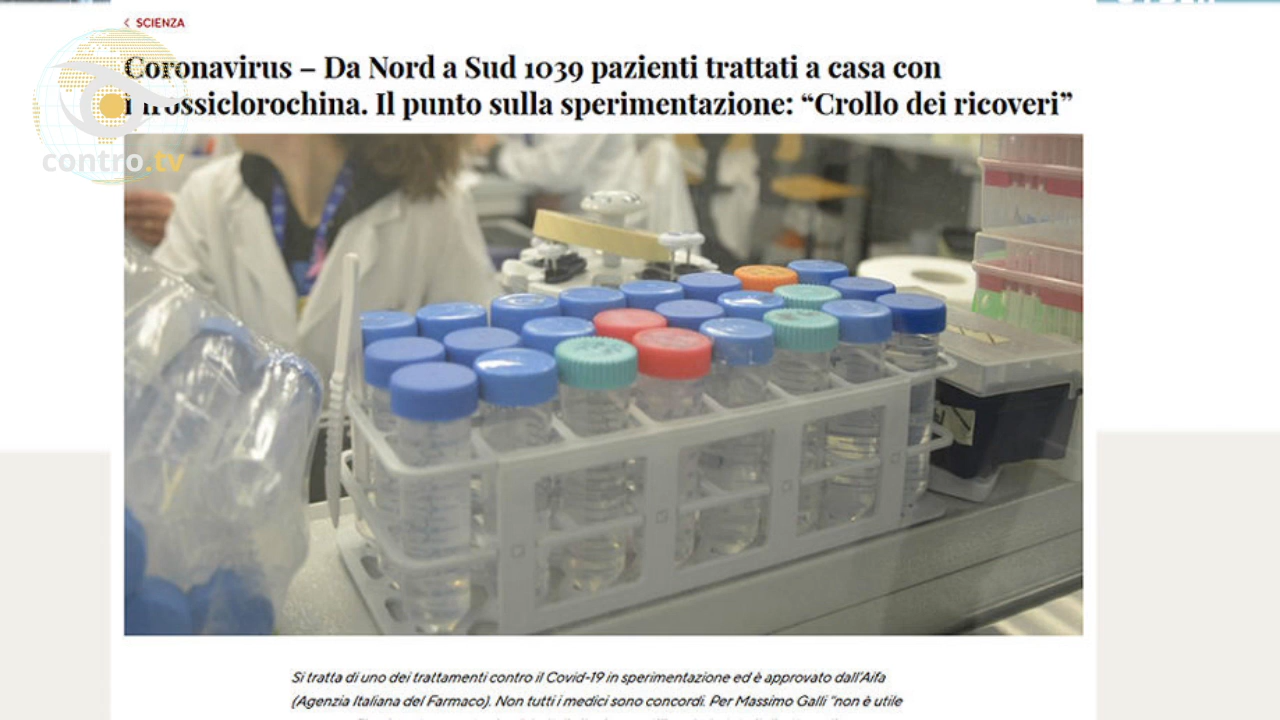 SCIENZA
Coronavirus – Da Nord a Sud 1039 pazienti trattati a casa con
Il punto sulla sperimentazione: “Crollo dei ricoveri”
contro.tv
Si tratta di uno dei trattamenti contro il Covid-19 in sperimentazione ed è approvato dall'Aifa
(Agenzia Italiana del Farmaco). Non tutti i medici sono concordi. Per Massimo Galli “non è utile